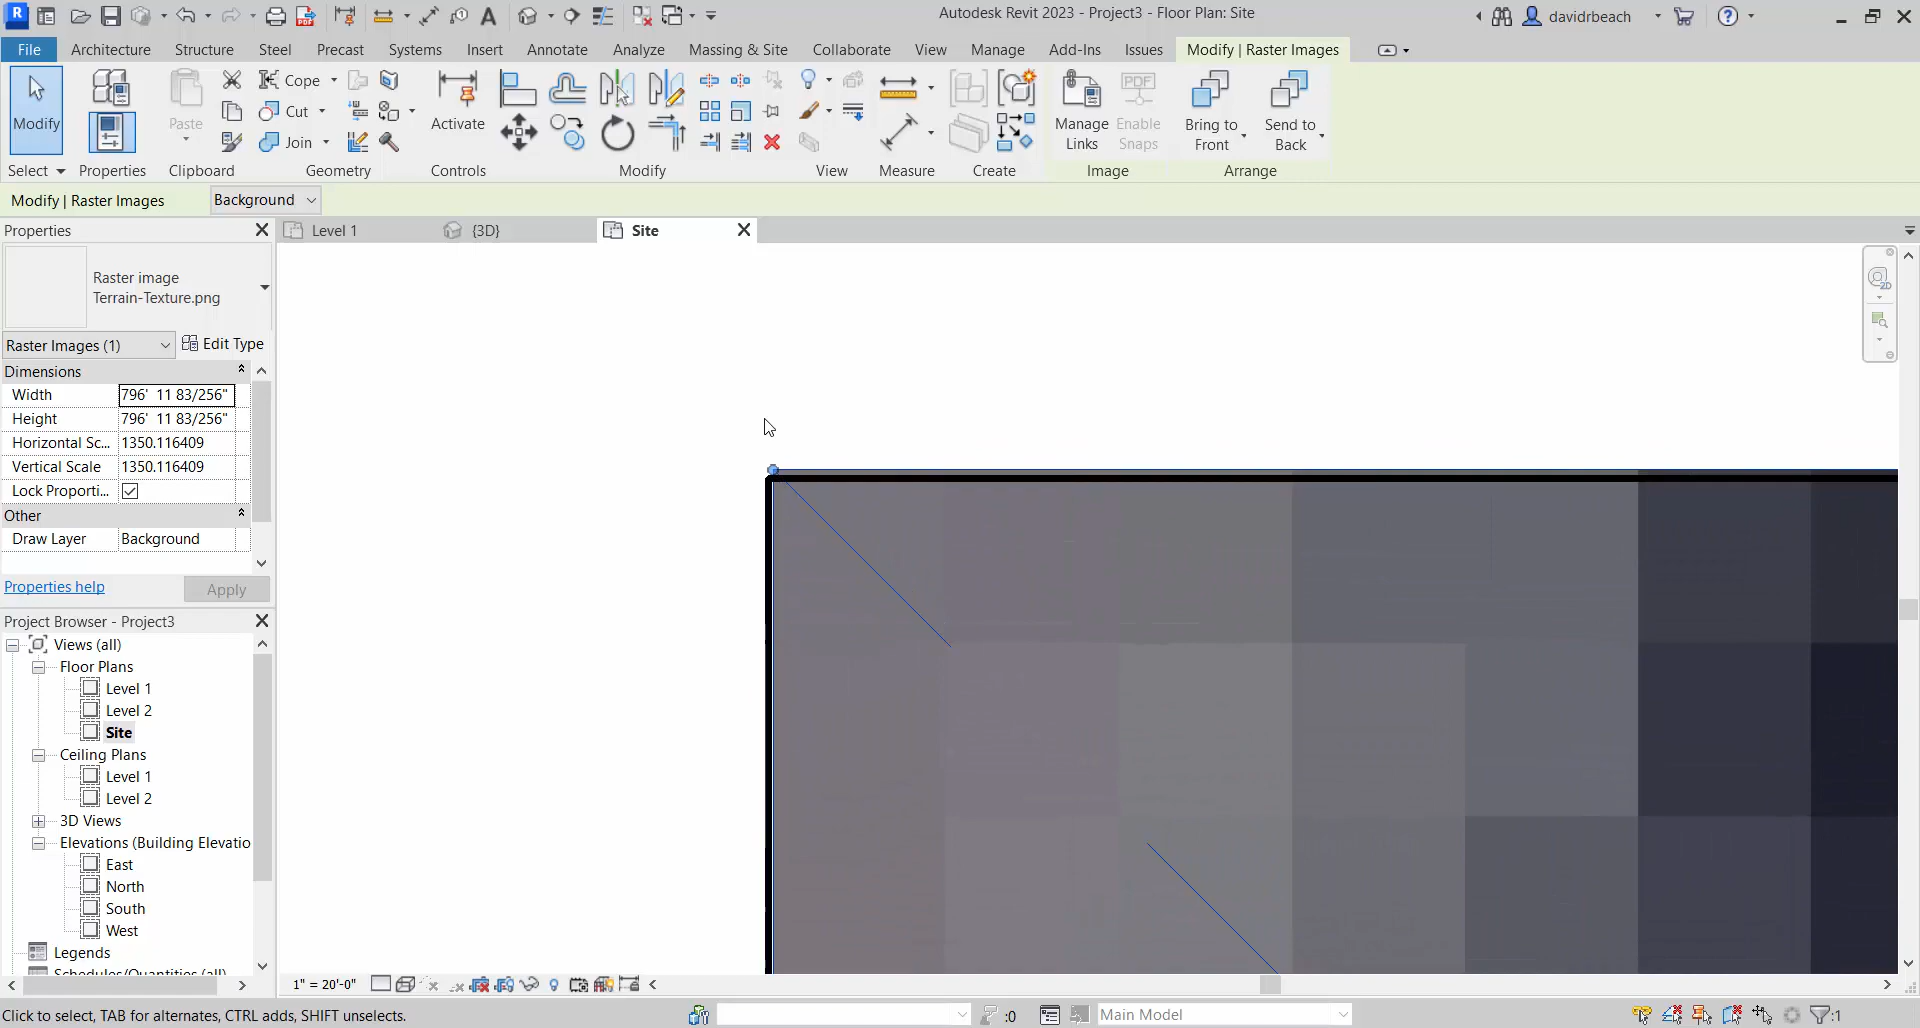 Autodesk Revit 2023 - Project3 - Floor Plan: Site
davidrbeach
File
Architecture
Structure
Steel
Precast
Systems
Insert
Annotate
Analyze
Massing & Site
Collaborate
View
Manage
Add-Ins
Issues
Modify | Raster Images
Modify
Paste
Cope
Cut
Join
Activate
Manage Links
Enable Snaps
Bring to Front
Send to Back
Select
Properties
Clipboard
Geometry
Controls
Modify
View
Measure
Create
Image
Arrange
Modify | Raster Images
Background
Properties
Level 1
{3D}
Site
Raster image
Terrain-Texture.png
Raster Images (1)
Edit Type
Dimensions
Width 796' 11 83/256"
Height 796' 11 83/256"
Horizontal Sc... 1350.116409
Vertical Scale 1350.116409
Lock Proporti...
Other
Draw Layer Background
Properties help
Apply
Project Browser - Project3
Views (all)
Floor Plans
Level 1
Level 2
Site
Ceiling Plans
Level 1
Level 2
3D Views
Elevations (Building Elevatio
East
North
South
West
Legends
Schedules/Quantities (all)
1" = 20'-0"
Click to select, TAB for alternates, CTRL adds, SHIFT unselects.
:0
Main Model
:1
2D
PDF